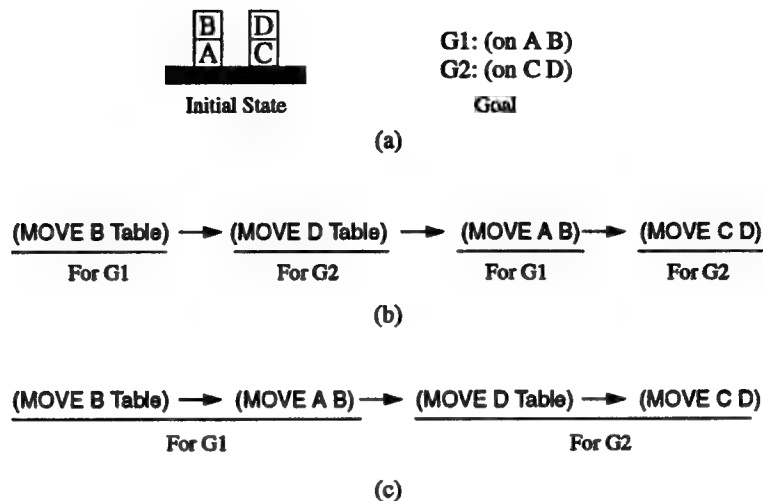 B D
A C
G1: (on A B)
G2: (on C D)
Initial State Goal
(a)
(MOVE B Table) → (MOVE D Table) → (MOVE A B) → (MOVE C D)
For G1 For G2 For G1 For G2
(b)
(MOVE B Table) → (MOVE A B) → (MOVE D Table) → (MOVE C D)
For G1 For G2
(c)